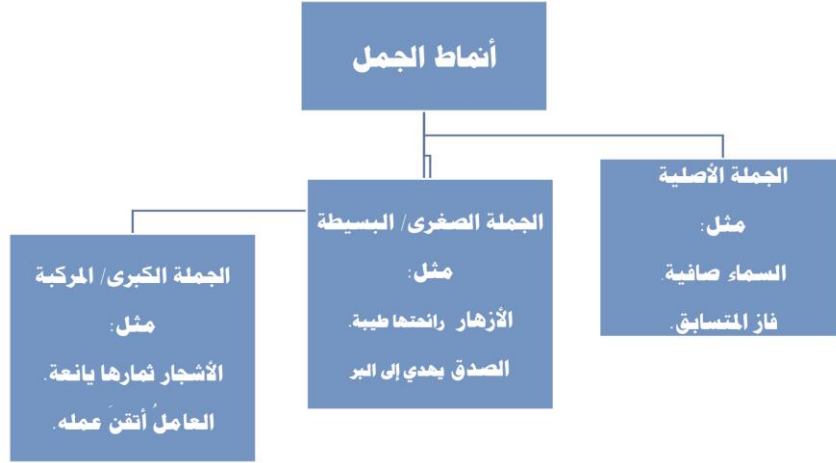 أنماط الجمل
الجملة الأصلية
مثل:
السماء صافية.
فاز المتسابق.
الجملة الصغرى/ البسيطة
مثل:
الأزهار رائحتها طيبة.
الصدق يهدي إلى البر
الجملة الكبرى/ المركبة
مثل:
الأشجار ثمارها يانعة.
العاملُ أتقنَ عمله.